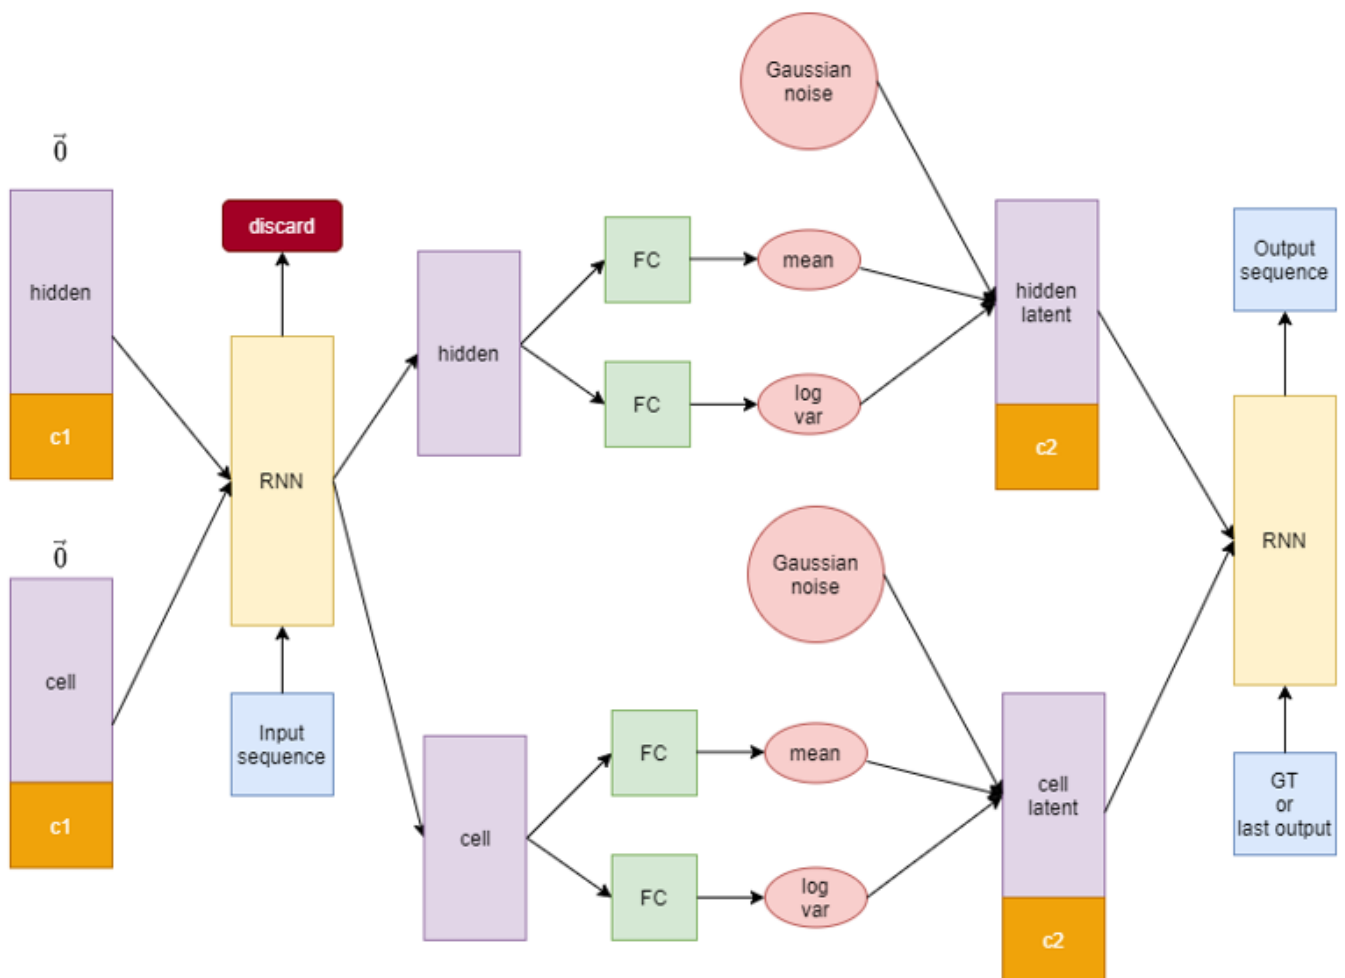 0⃗
hidden
c1
0⃗
cell
c1
discard
RNN
Input
sequence
hidden
cell
FC
FC
mean
log
var
Gaussian
noise
hidden
latent
c2
FC
FC
mean
log
var
Gaussian
noise
cell
latent
c2
Output
sequence
RNN
GT
or
last output